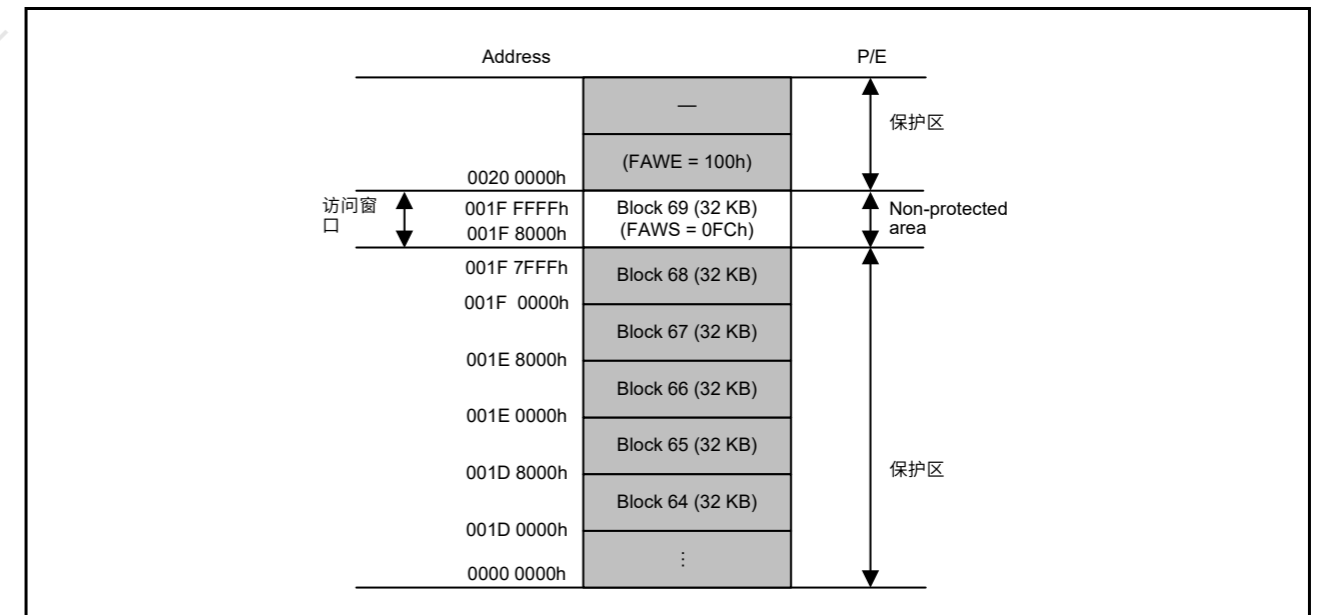 Address
P/E
—
保护区
(FAWE = 100h)
0020 0000h
访问窗
口
001F FFFFh
Block 69 (32 KB)
Non-protected
001F 8000h
(FAWS = 0FCh)
area
001F 7FFFh
Block 68 (32 KB)
001F  0000h
Block 67 (32 KB)
001E 8000h
Block 66 (32 KB)
001E 0000h
Block 65 (32 KB)
001D 8000h
保护区
Block 64 (32 KB)
001D 0000h
⋮
0000 0000h